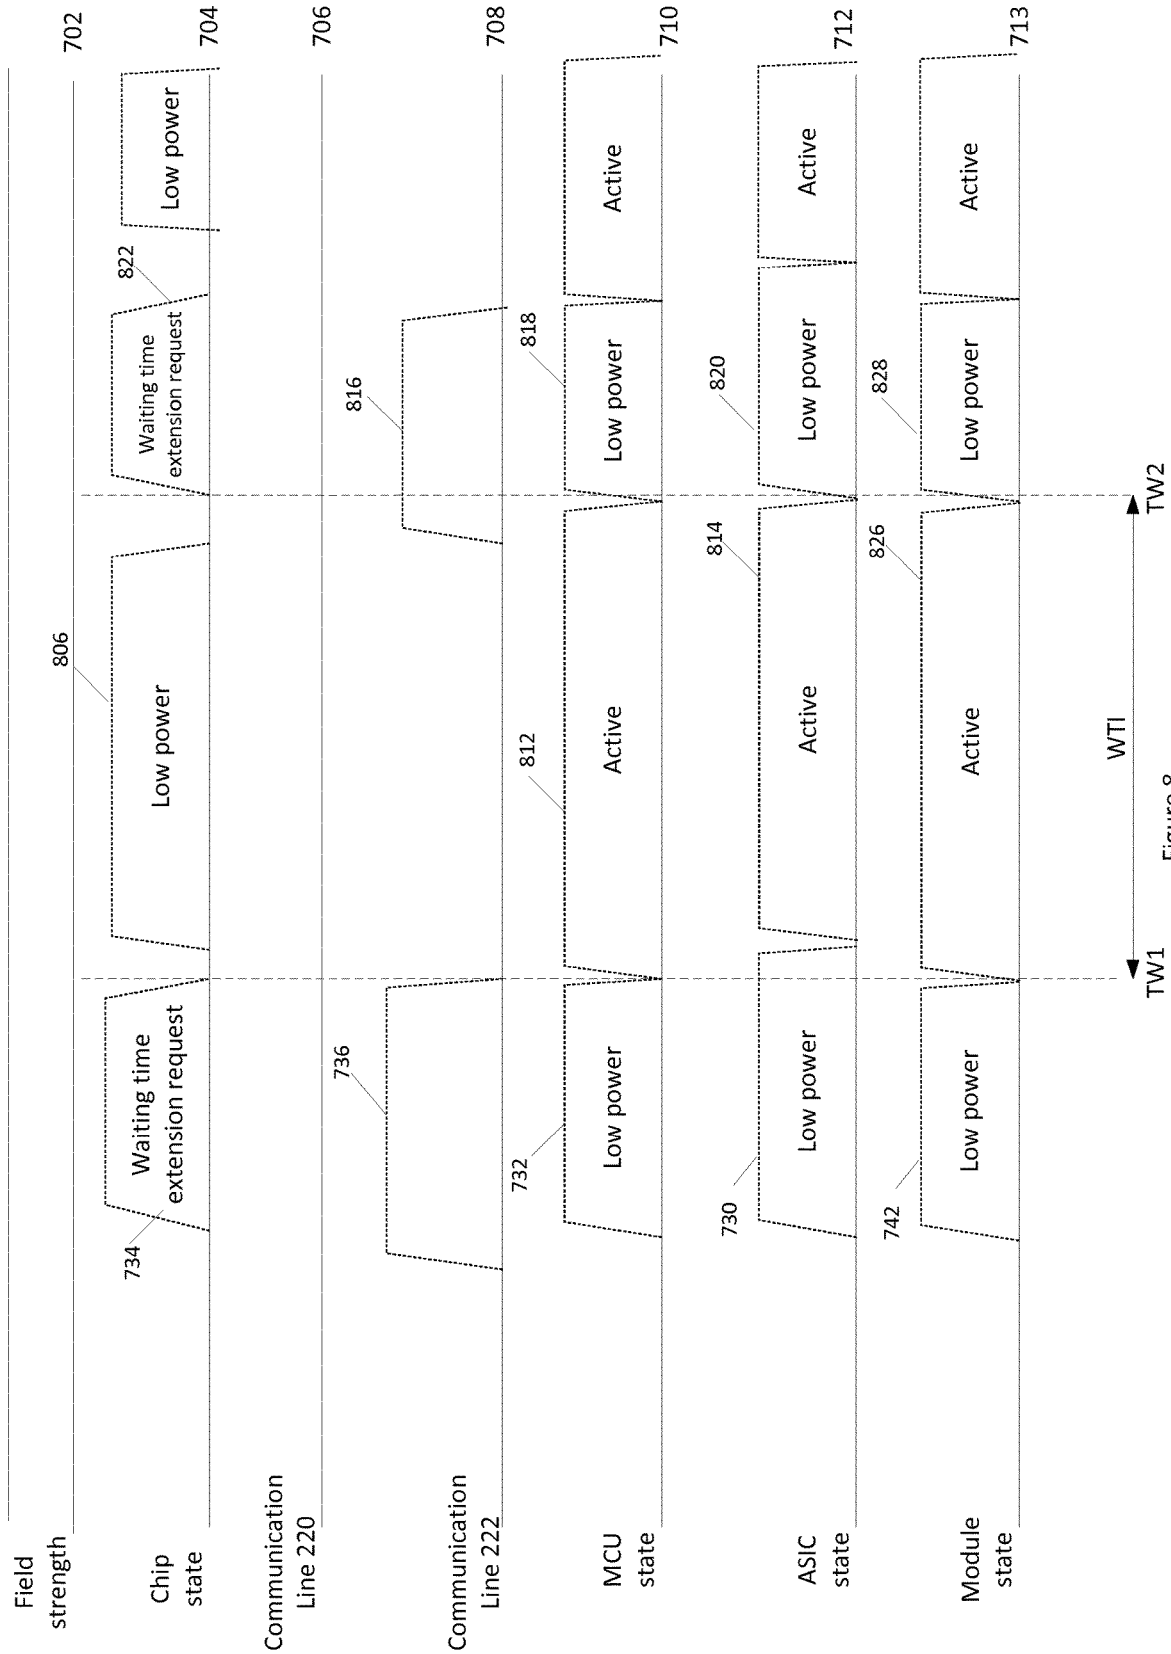 Field
strength
702
Chip
state
734
Waiting time
extension request
806
Low power
Waiting time
extension request
822
Low power
704
Communication
Line 220
706
Communication
Line 222
736
816
708
MCU
state
732
Low power
812
Active
818
Low power
Active
710
ASIC
state
730
Low power
814
Active
820
Low power
Active
712
Module
state
742
Low power
826
Active
828
Low power
Active
713
TW1
WTI
TW2
Figure 8